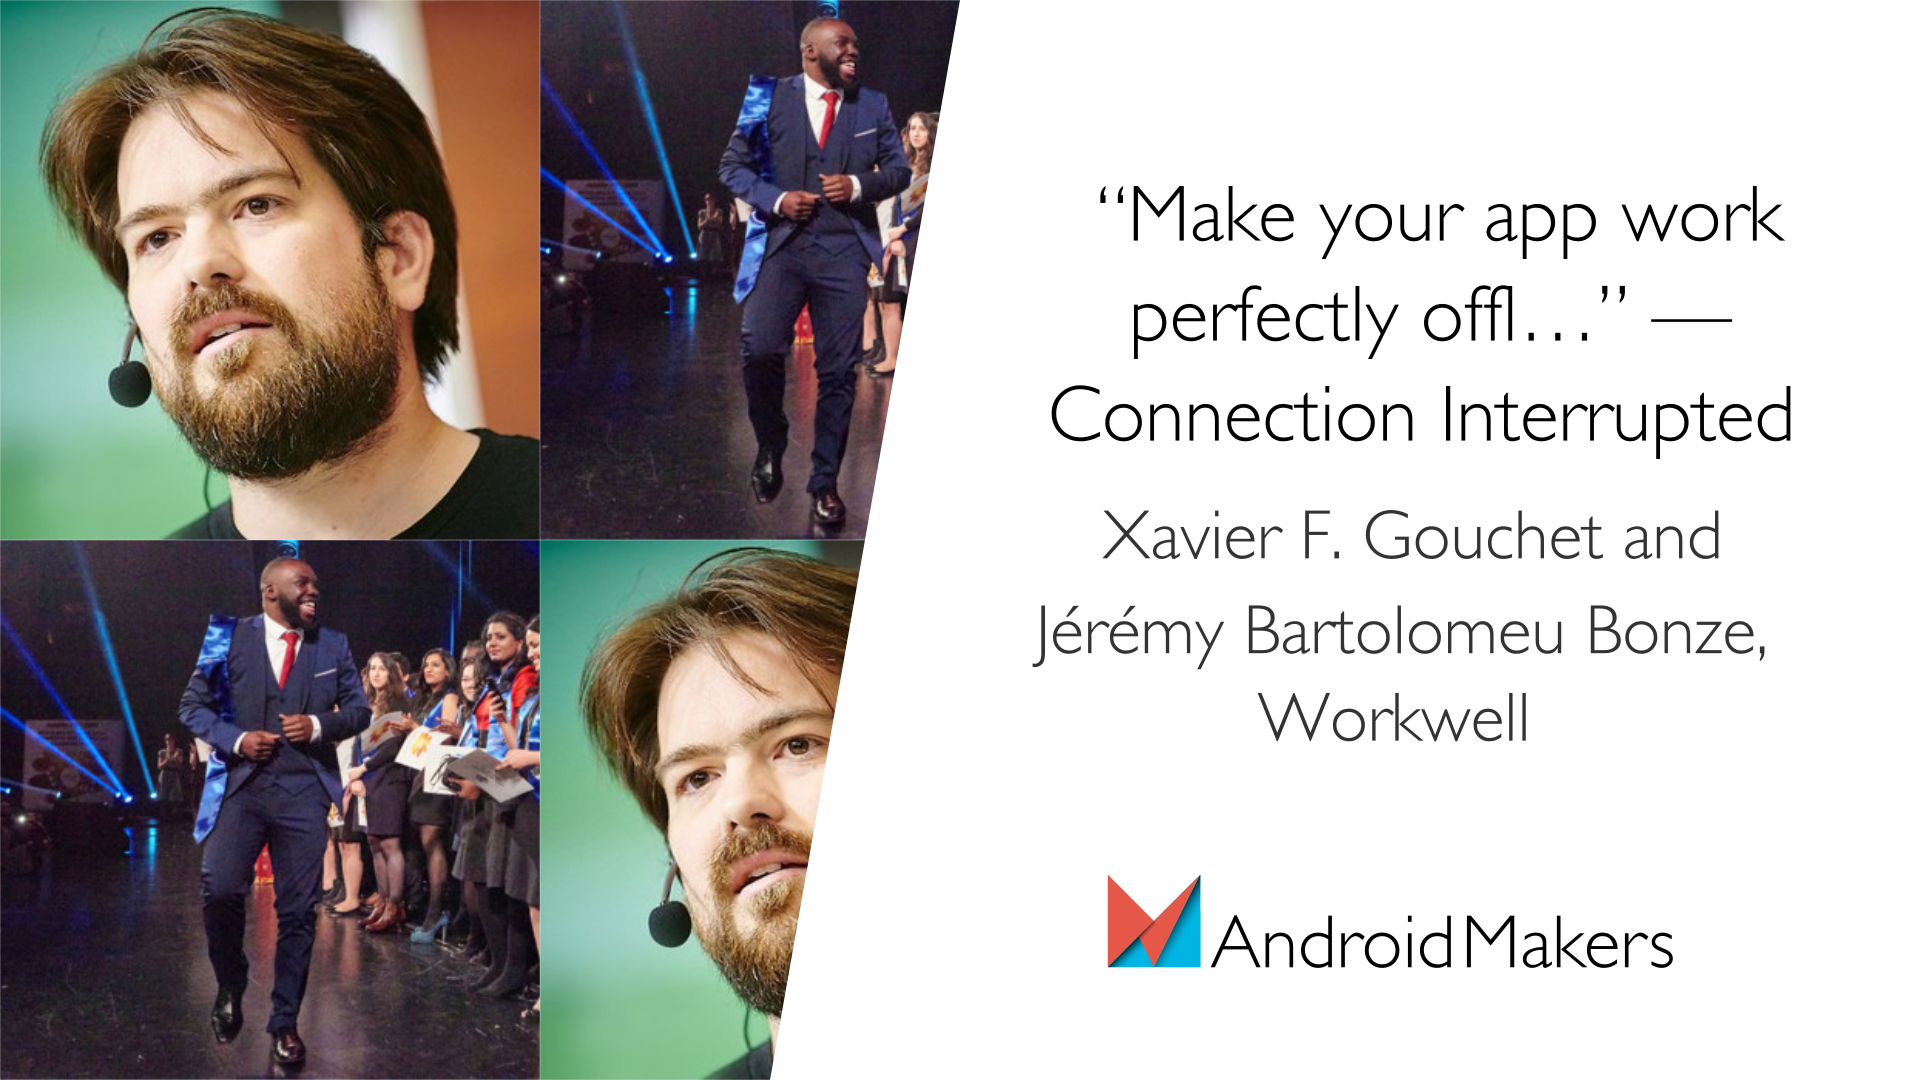 “Make your app work
perfectly offl…” —
Connection Interrupted
Xavier F. Gouchet and
Jérémy Bartolomeu Bonze,
Workwell
AndroidMakers